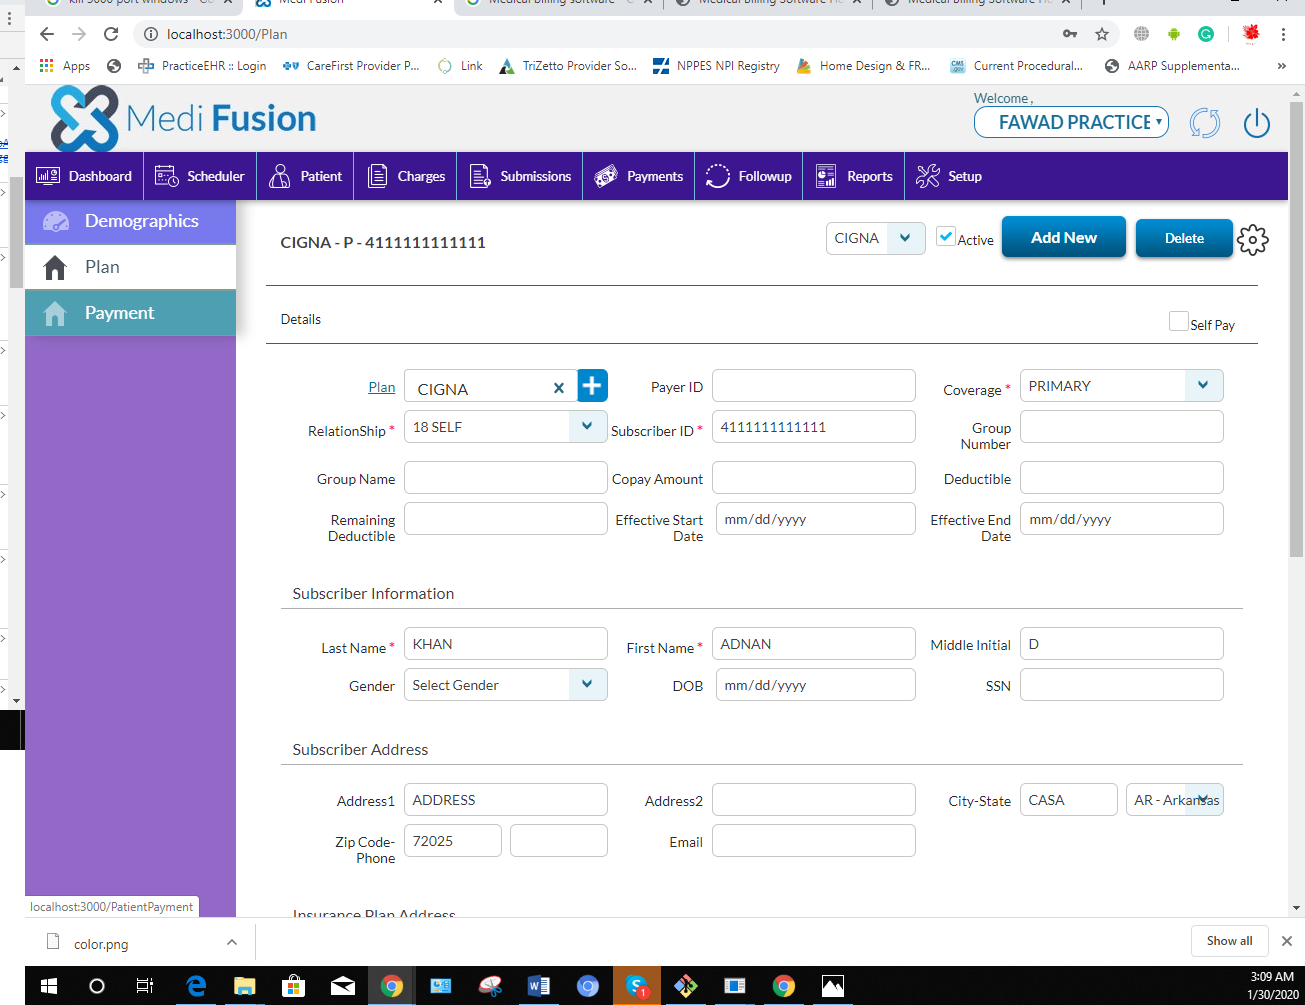 Medi Fusion
localhost:3000/Plan
Apps PracticeEHR :: Login CareFirst Provider P... Link TriZetto Provider So... NPPES NPI Registry Home Design & FR... Current Procedural... AARP Supplementa... »
Medi Fusion
Welcome ,
FAWAD PRACTICE
Dashboard Scheduler Patient Charges Submissions Payments Followup Reports Setup
Demographics
Plan
Payment
CIGNA - P - 4111111111111
CIGNA
Active
Add New
Delete
Details
Self Pay
Plan CIGNA Payer ID Coverage * PRIMARY
RelationShip * 18 SELF Subscriber ID * 4111111111111 Group Number
Group Name Copay Amount Deductible
Remaining Deductible Effective Start Date mm/dd/yyyy Effective End Date mm/dd/yyyy
Subscriber Information
Last Name * KHAN First Name * ADNAN Middle Initial D
Gender Select Gender DOB mm/dd/yyyy SSN
Subscriber Address
Address1 ADDRESS Address2 City-State CASA AR - Arkansas
Zip Code- Phone 72025 Email
Insurance Plan Address
localhost:3000/PatientPayment
color.png
Show all
3:09 AM
1/30/2020